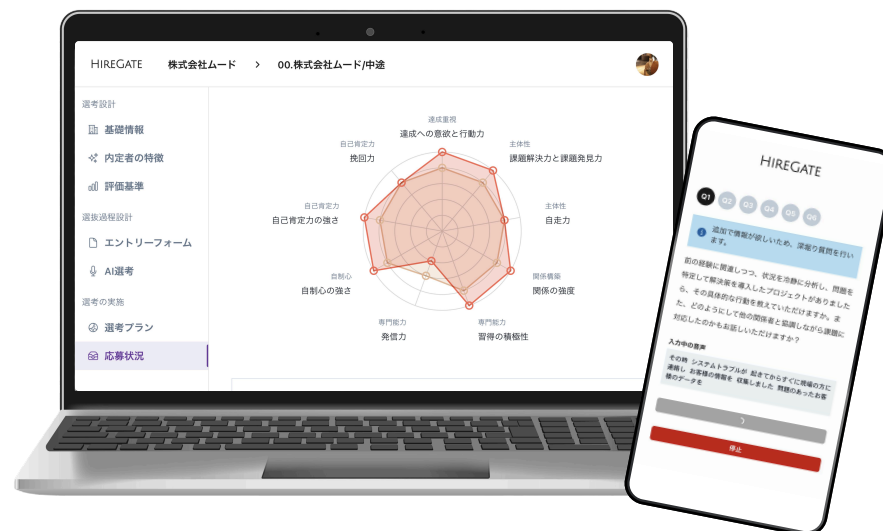 HIREGATE 株式会社ムード > 00.株式会社ムード/中途
選考設計
基礎情報
内定者の特徴
評価基準
選抜過程設計
エントリーフォーム
AI選考
選考の実施
選考プラン
応募状況
達成重視
達成への意欲と行動力
主体性
課題解決力と課題発見力
主体性
自走力
関係構築
関係の強度
専門能力
習得の積極性
専門能力
発信力
自制心
自制心の強さ
自己肯定力
自己肯定力の強さ
自己肯定力
挽回力
HIREGATE
Q1 Q2 Q3 Q4 Q5 Q6
追加で情報が欲しいため、深堀り質問を行い
ます。
前の経験に関連しつつ、状況を冷静に分析し、問題を
特定して解決策を導入したプロジェクトがありました
ら、その具体的な行動を教えていただけますか。ま
た、どのようにして他の関係者と協調しながら課題に
対応したのかもお話しいただけますか?
入力中の音声
その時 システムトラブルが 起きてからすぐに現場の方に
連絡し お客様の情報を 収集しました 問題のあったお客
様のデータを
停止